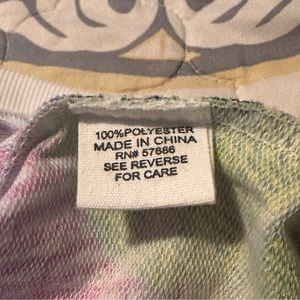 100%POLYESTER
MADE IN CHINA
RN# 57686
SEE REVERSE
FOR CARE